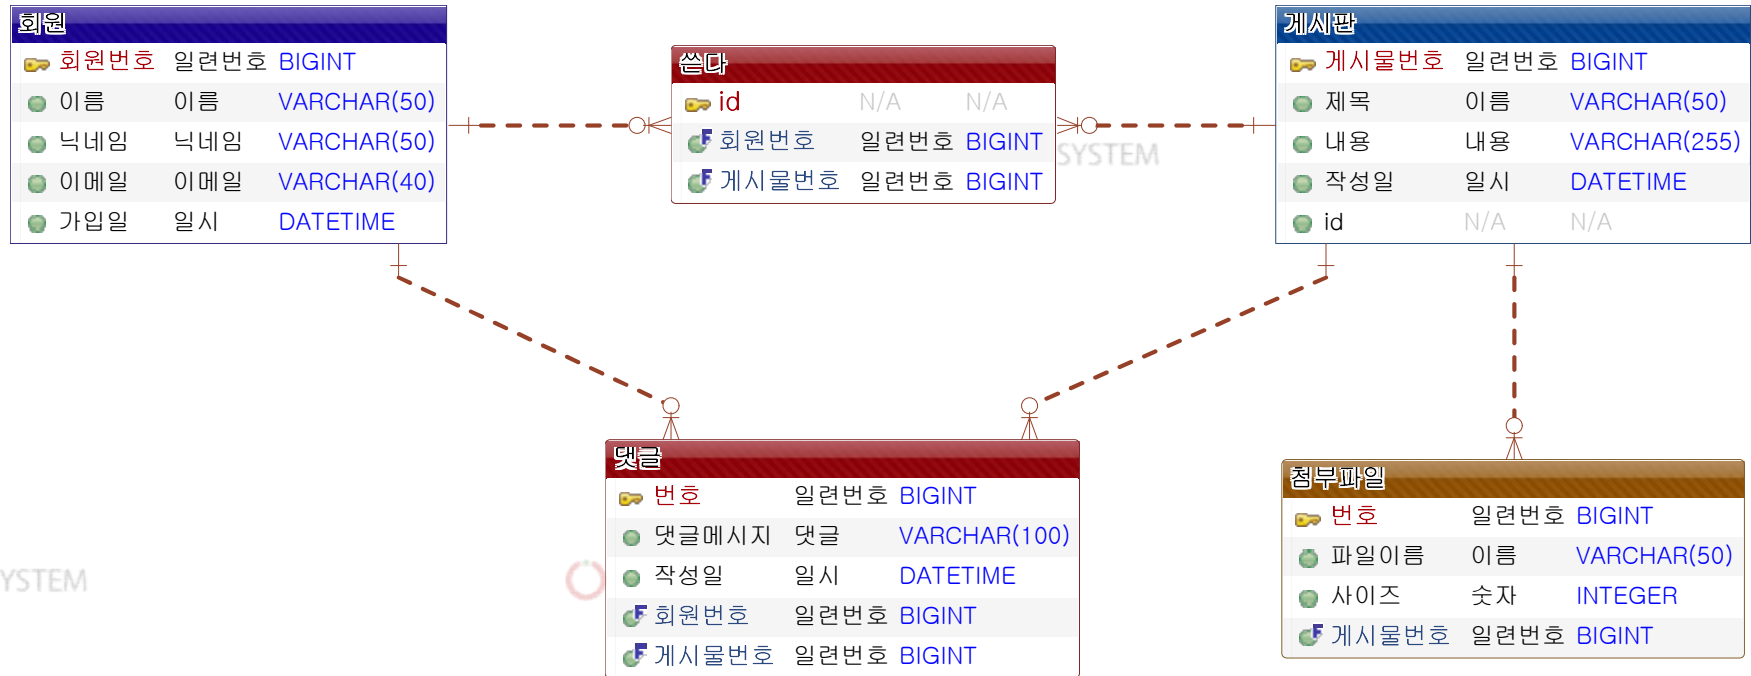 회원
회원번호 일련번호 BIGINT
이름 이름 VARCHAR(50)
닉네임 닉네임 VARCHAR(50)
이메일 이메일 VARCHAR(40)
가입일 일시 DATETIME
쓴다
id N/A N/A
회원번호 일련번호 BIGINT
게시물번호 일련번호 BIGINT
SYSTEM
게시판
게시물번호 일련번호 BIGINT
제목 이름 VARCHAR(50)
내용 내용 VARCHAR(255)
작성일 일시 DATETIME
id N/A N/A
댓글
번호 일련번호 BIGINT
댓글메시지 댓글 VARCHAR(100)
작성일 일시 DATETIME
회원번호 일련번호 BIGINT
게시물번호 일련번호 BIGINT
첨부파일
번호 일련번호 BIGINT
파일이름 이름 VARCHAR(50)
사이즈 숫자 INTEGER
게시물번호 일련번호 BIGINT
YSTEM